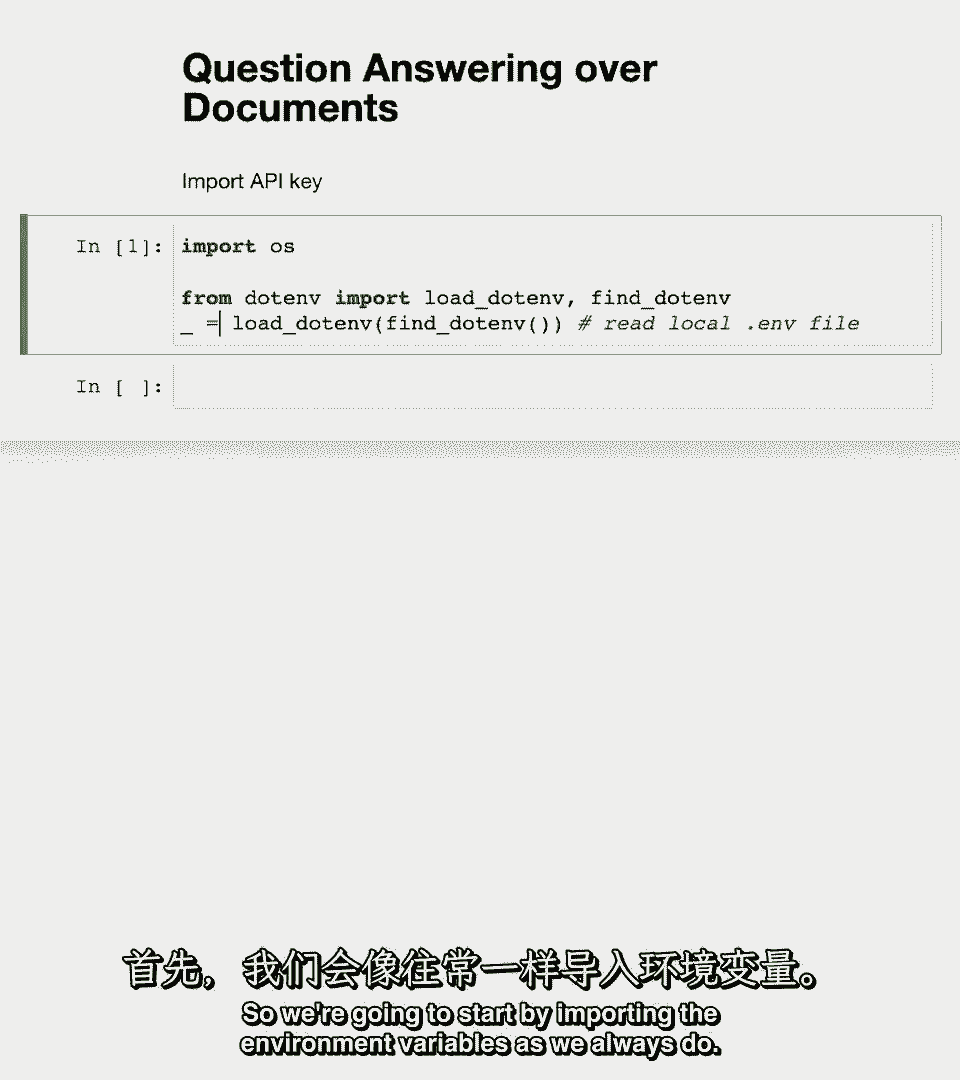 Question Answering over
Documents
Import API key
In [1]:
import os
from dotenv import load_dotenv, find_dotenv
_ = load_dotenv(find_dotenv()) # read local .env file
In [ ]:
首先，我们会像往常一样导入环境变量。
So we're going to start by importing the
environment variables as we always do.